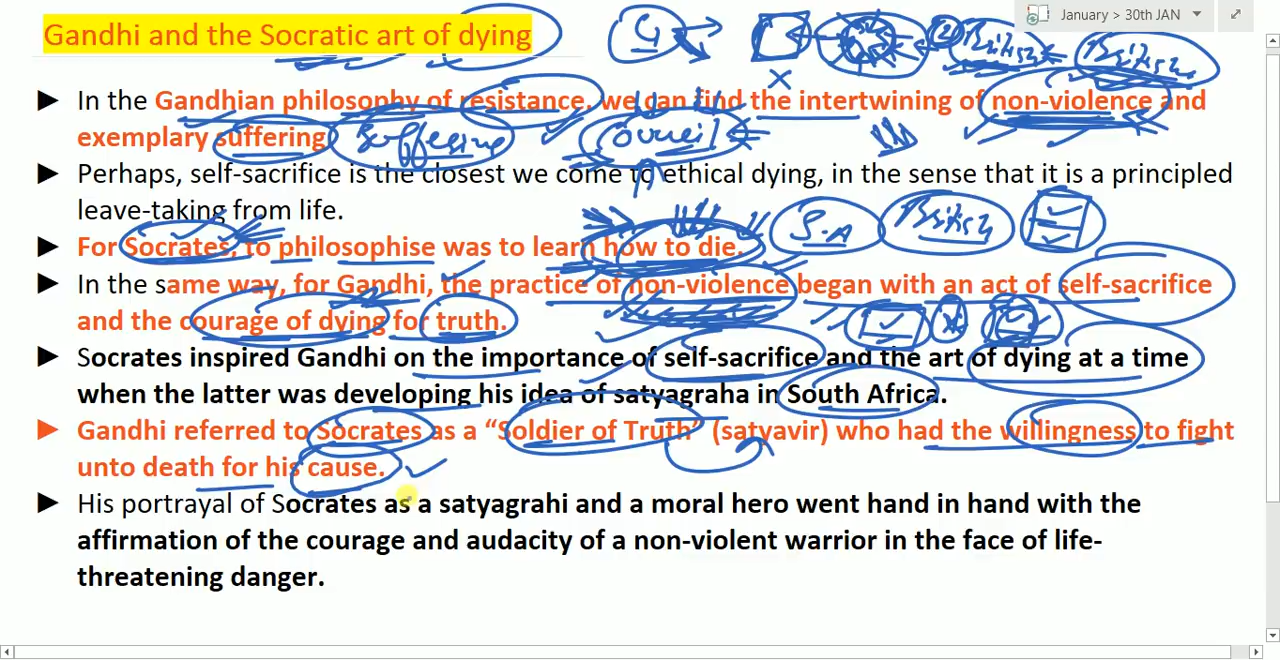 January > 30th JAN
Gandhi and the Socratic art of dying
G
(2) British
British
In the Gandhian philosophy of resistance, we can find the intertwining of non-violence and
exemplary suffering
Suffering
Perhaps, self-sacrifice is the closest we come to ethical dying, in the sense that it is a principled
leave-taking from life.
S.A
British
For Socrates, to philosophise was to learn how to die.
In the same way, for Gandhi, the practice of non-violence began with an act of self-sacrifice
and the courage of dying for truth.
Socrates inspired Gandhi on the importance of self-sacrifice and the art of dying at a time
when the latter was developing his idea of satyagraha in South Africa.
Gandhi referred to Socrates as a “Soldier of Truth” (satyavir) who had the willingness to fight
unto death for his cause.
His portrayal of Socrates as a satyagrahi and a moral hero went hand in hand with the
affirmation of the courage and audacity of a non-violent warrior in the face of life-
threatening danger.